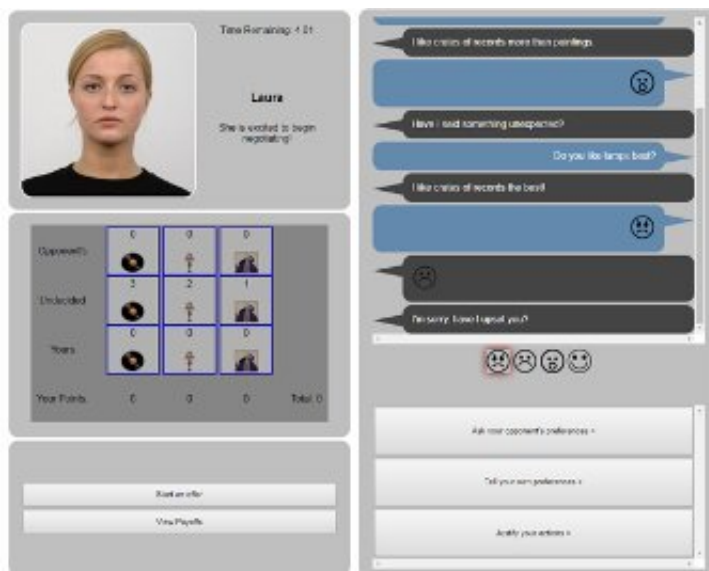 Time Remaining: 4:01
Laura
She is excited to begin
negotiating!
Opponent's
0 0 0
Undecided
3 2 1
Yours
0 0 0
Your Points:
0 0 0 Total: 0
Start an offer
View Payoffs
I like crates of records more than paintings.
Have I said something unexpected?
Do you like lamps best?
I like crates of records the best!
I'm sorry, have I upset you?
Ask your opponent's preferences >
Tell your own preferences >
Justify your actions >